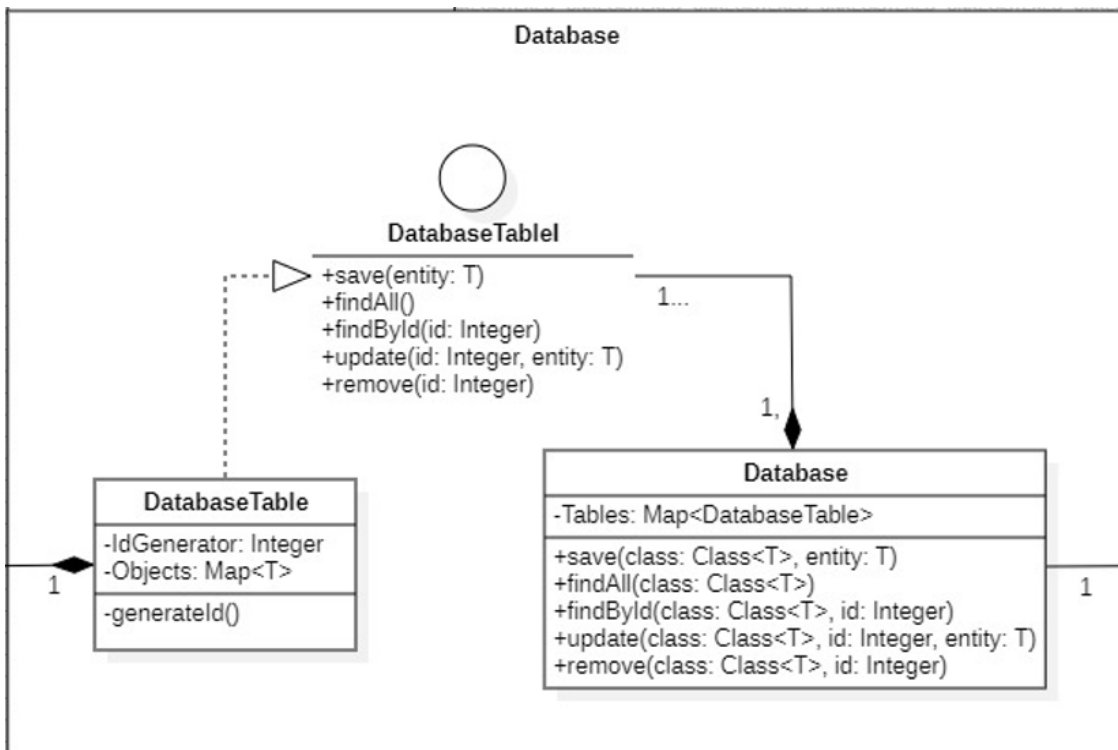 Database
DatabaseTableI
+save(entity: T)
+findAll()
+findById(id: Integer)
+update(id: Integer, entity: T)
+remove(id: Integer)
1...
1,
DatabaseTable
-IdGenerator: Integer
-Objects: Map<T>
-generateId()
1
Database
-Tables: Map<DatabaseTable>
+save(class: Class<T>, entity: T)
+findAll(class: Class<T>)
+findById(class: Class<T>, id: Integer)
+update(class: Class<T>, id: Integer, entity: T)
+remove(class: Class<T>, id: Integer)
1